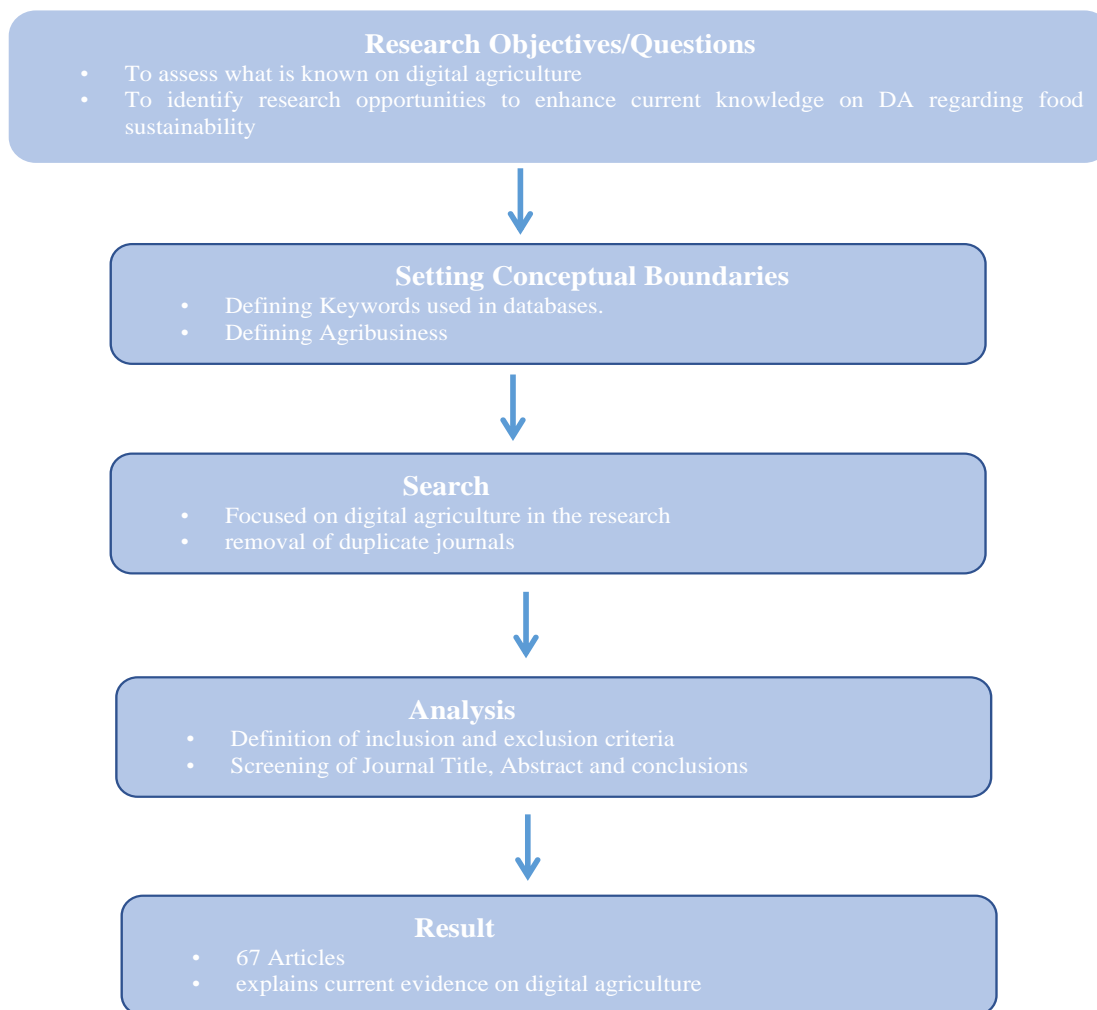 Research Objectives/Questions
• To assess what is known on digital agriculture
• To identify research opportunities to enhance current knowledge on DA regarding food
sustainability
Setting Conceptual Boundaries
• Defining Keywords used in databases.
• Defining Agribusiness
Search
• Focused on digital agriculture in the research
• removal of duplicate journals
Analysis
• Definition of inclusion and exclusion criteria
• Screening of Journal Title, Abstract and conclusions
Result
• 67 Articles
• explains current evidence on digital agriculture